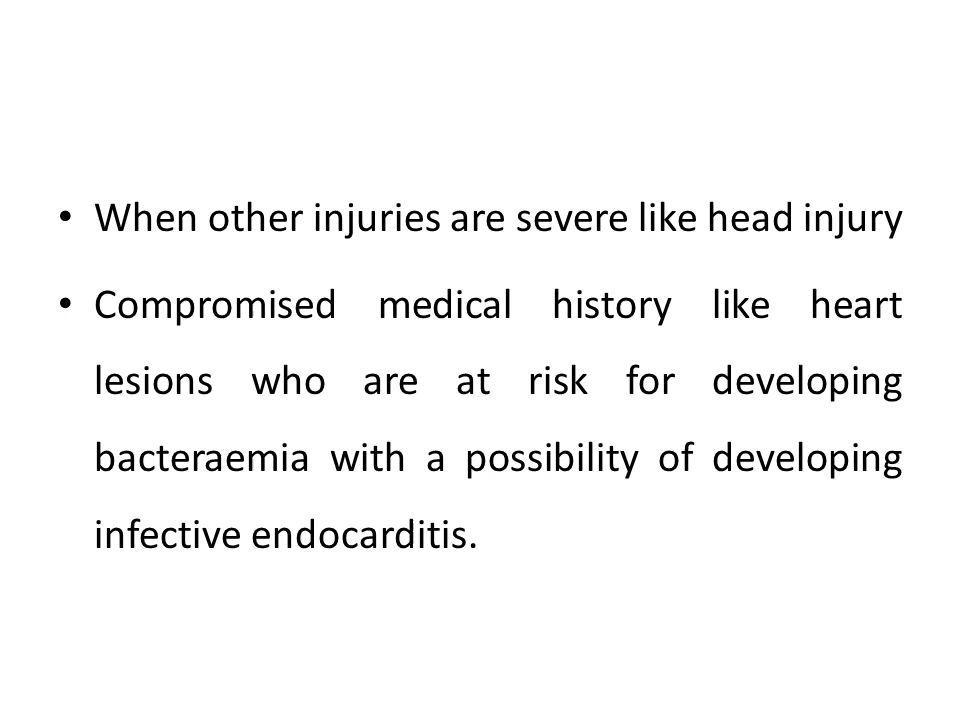 • When other injuries are severe like head injury
• Compromised medical history like heart
lesions who are at risk for developing
bacteraemia with a possibility of developing
infective endocarditis.